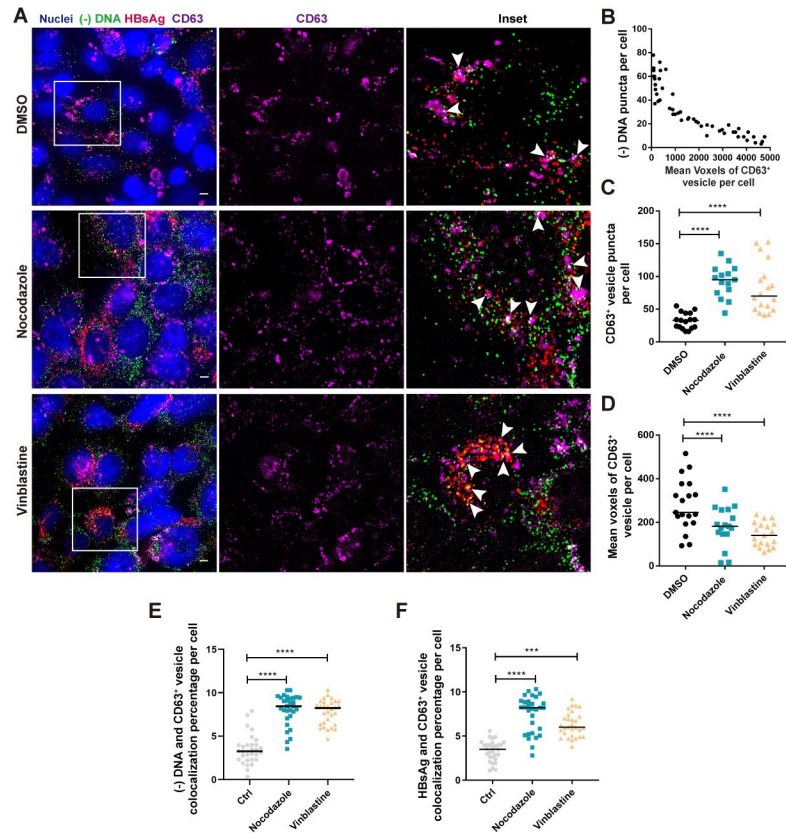 A
Nuclei (-) DNA HBsAg CD63
CD63
Inset
DMSO
Nocodazole
Vinblastine
B
(-) DNA puncta per cell
80
60
40
20
0
0 1000 2000 3000 4000 5000
Mean Voxels of CD63⁺
vesicle per cell
C
CD63⁺ vesicle puncta
per cell
200
150
100
50
0
****
****
DMSO
Nocodazole
Vinblastine
D
Mean voxels of CD63⁺
vesicle per cell
600
400
200
0
****
****
DMSO
Nocodazole
Vinblastine
E
(-) DNA and CD63⁺ vesicle
colocalization percentage per cell
15
10
5
0
****
****
Ctrl
Nocodazole
Vinblastine
F
HBsAg and CD63⁺ vesicle
colocalization percentage per cell
15
10
5
0
***
****
Ctrl
Nocodazole
Vinblastine